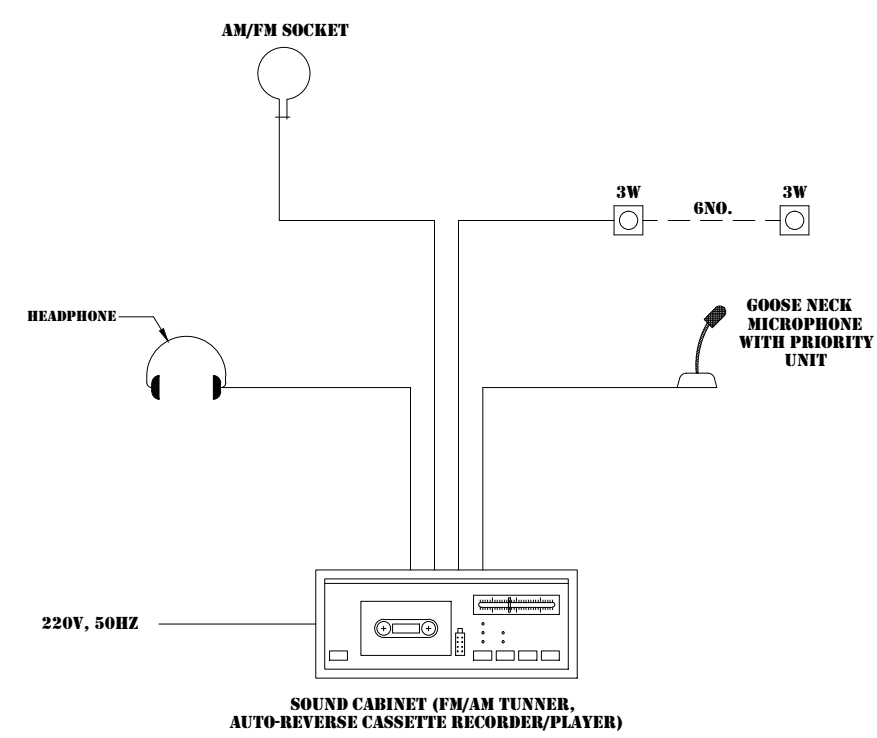 AM/FM SOCKET
3W
6NO.
3W
HEADPHONE
GOOSE NECK
MICROPHONE
WITH PRIORITY
UNIT
220V, 50HZ
SOUND CABINET (FM/AM TUNNER,
AUTO-REVERSE CASSETTE RECORDER/PLAYER)